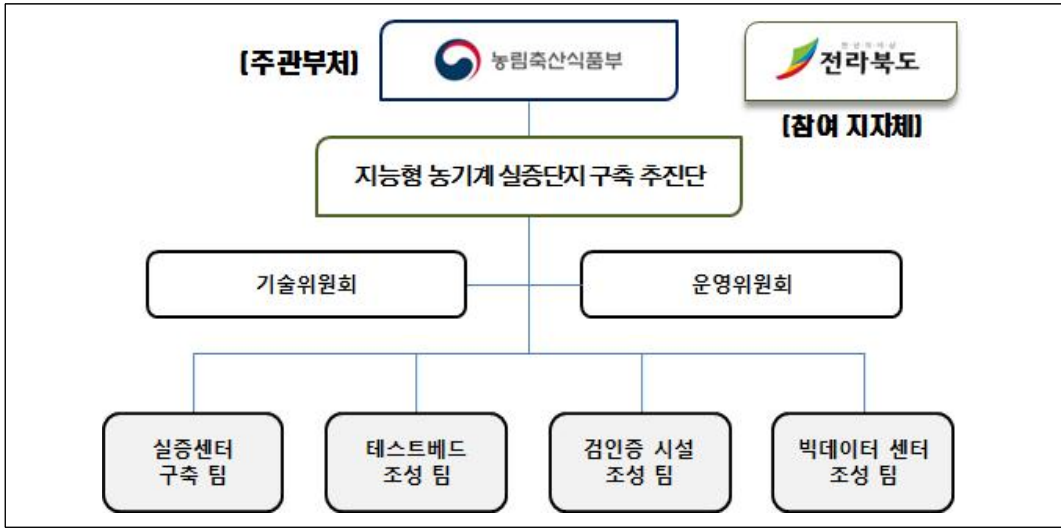 [주관부처]
농림축산식품부
전라북도
[참여 지자체]
지능형 농기계 실증단지 구축 추진단
기술위원회
운영위원회
실증센터
구축 팀
테스트베드
조성 팀
검인증 시설
조성 팀
빅데이터 센터
조성 팀